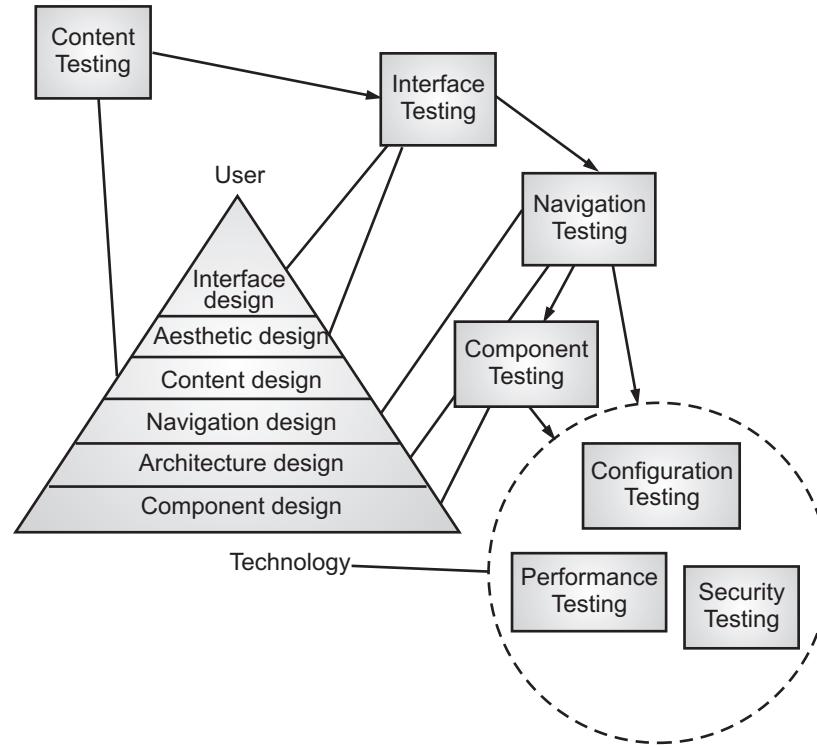 Content
Testing
Interface
Testing
User
Navigation
Testing
Interface
design
Aesthetic design
Component
Testing
Content design
Navigation design
Architecture design
Configuration
Testing
Component design
Technology
Performance
Testing
Security
Testing